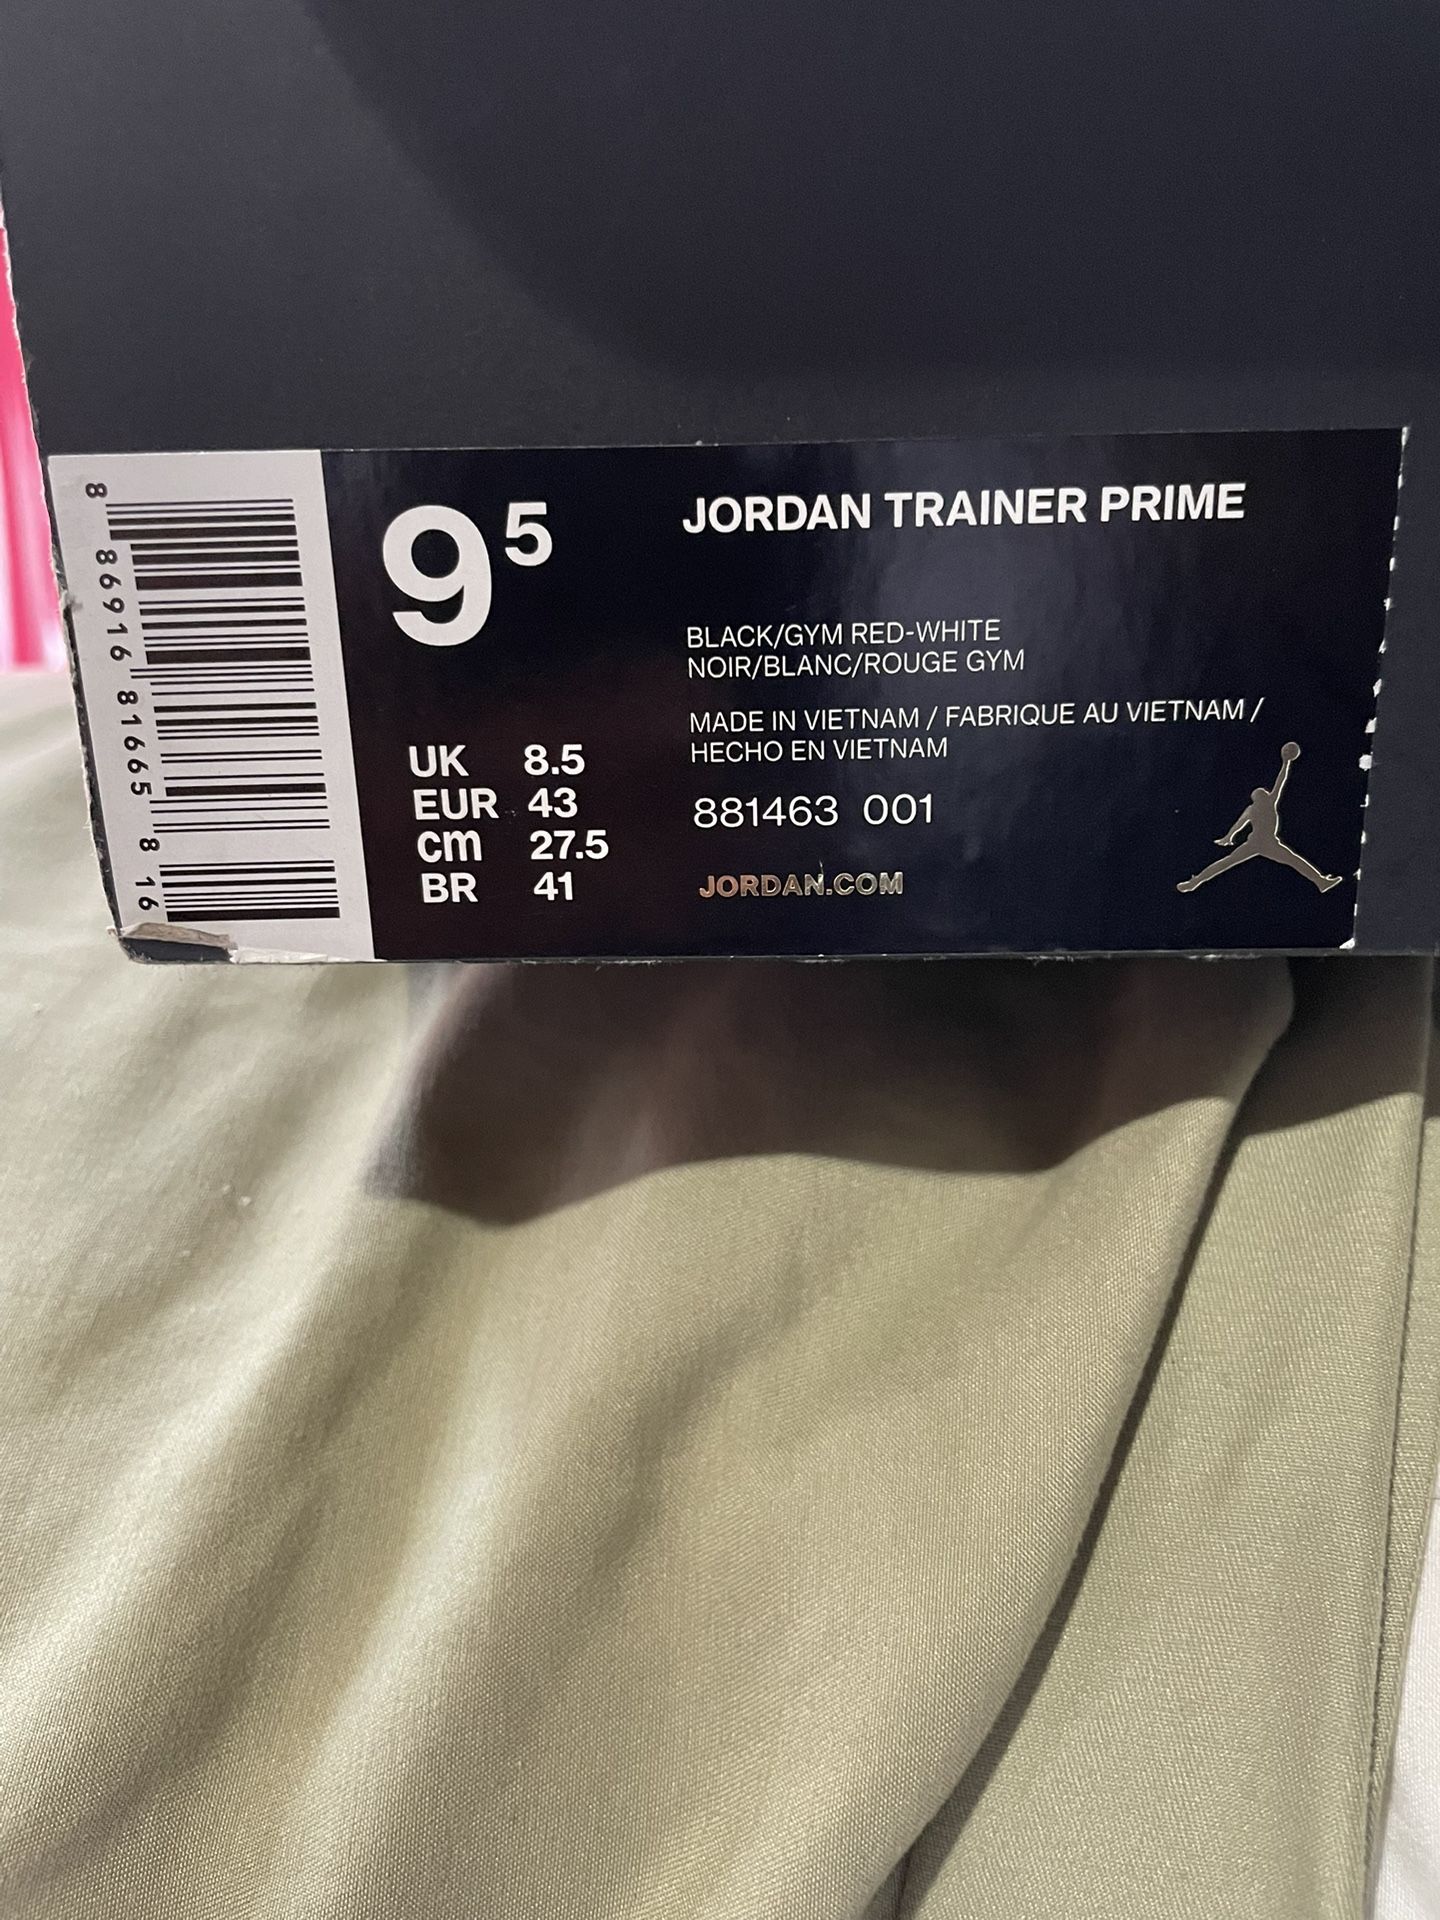 8 86916 81665 8 16
9 5
JORDAN TRAINER PRIME
BLACK/GYM RED-WHITE
NOIR/BLANC/ROUGE GYM
MADE IN VIETNAM / FABRIQUE AU VIETNAM /
HECHO EN VIETNAM
UK 8.5
EUR 43
cm 27.5
BR 41
881463 001
JORDAN.COM